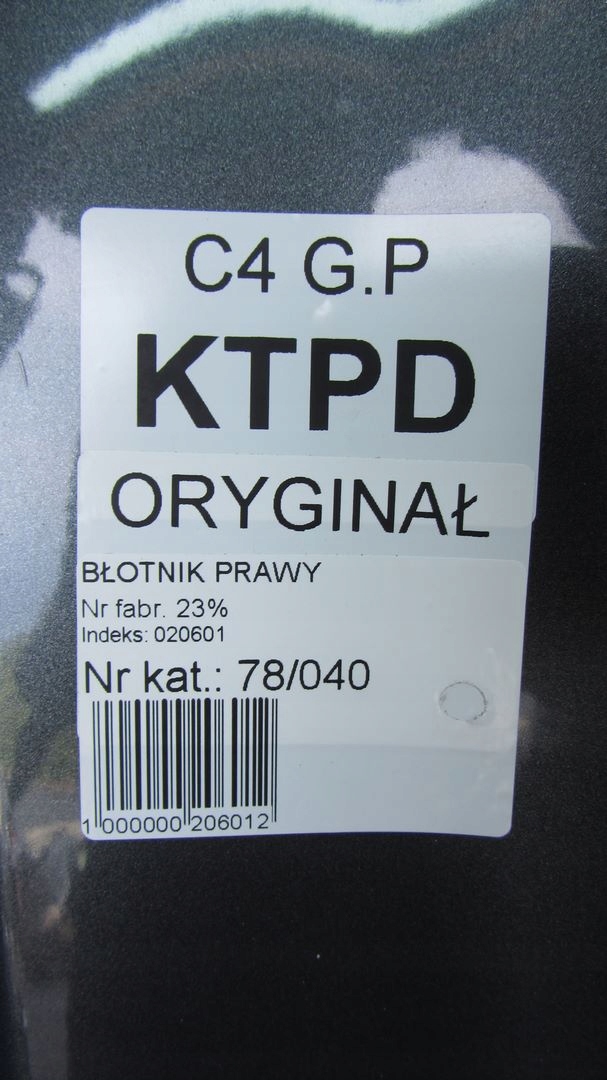 C4 G.P
KTPD
ORYGINAŁ
BŁOTNIK PRAWY
Nr fabr. 23%
Indeks: 020601
Nr kat.: 78/040
1 000000 206012